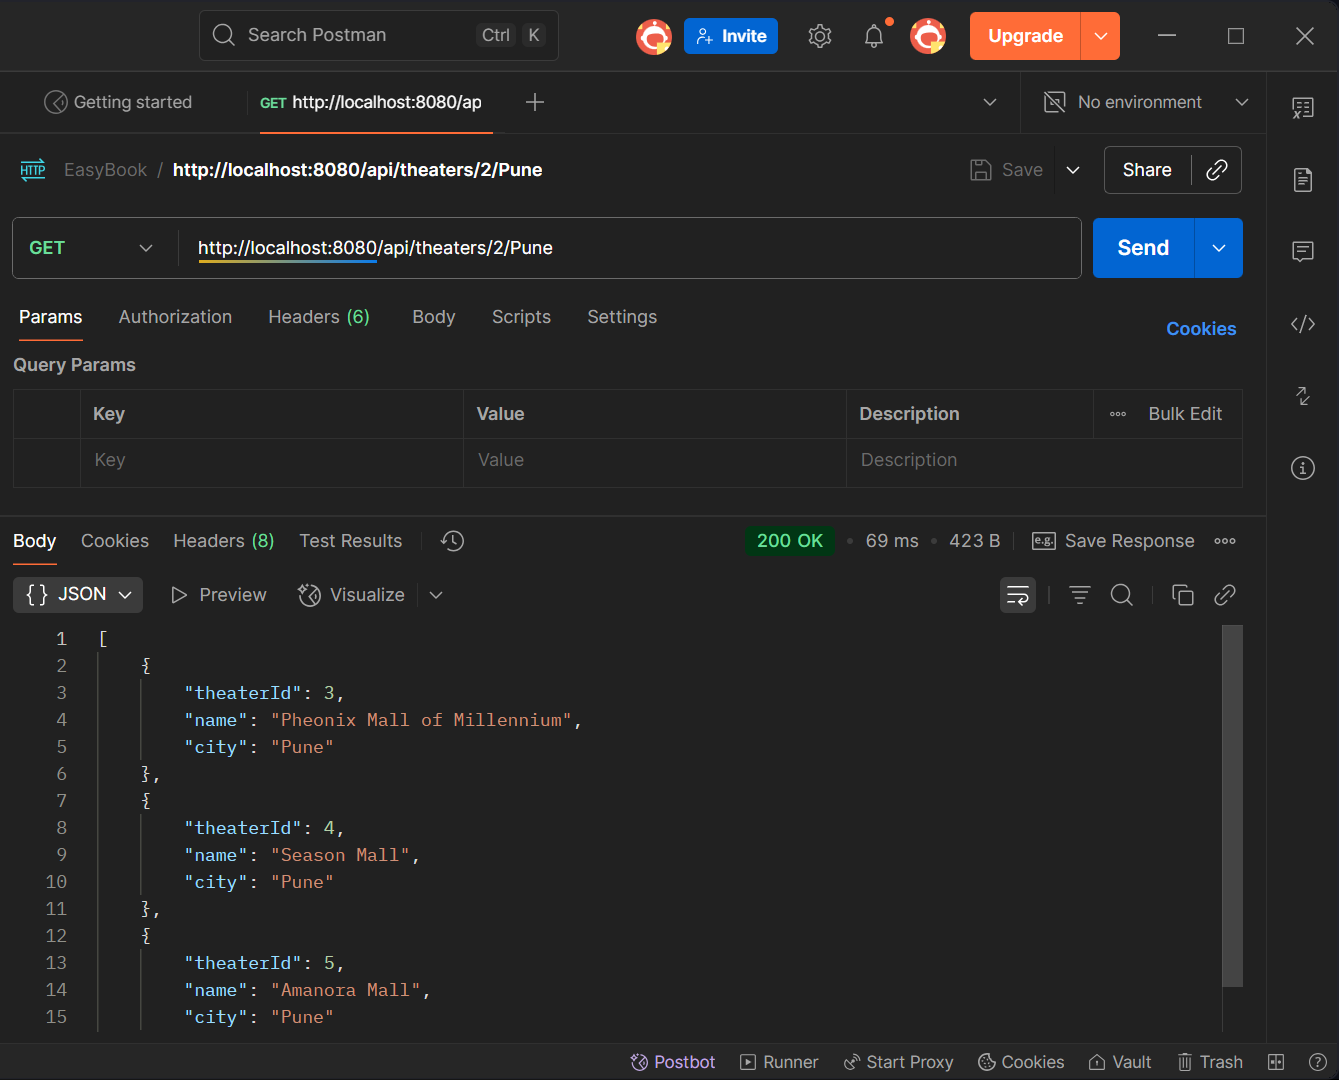 Search Postman Ctrl K Invite Upgrade
Getting started GET http://localhost:8080/ap No environment
HTTP EasyBook / http://localhost:8080/api/theaters/2/Pune Save Share
GET http://localhost:8080/api/theaters/2/Pune Send
Params Authorization Headers (6) Body Scripts Settings Cookies
Query Params
Key Value Description Bulk Edit
Key Value Description
Body Cookies Headers (8) Test Results 200 OK 69 ms 423 B e.g. Save Response
{} JSON Preview Visualize
1 [
2 {
3 "theaterId": 3,
4 "name": "Pheonix Mall of Millennium",
5 "city": "Pune"
6 },
7 {
8 "theaterId": 4,
9 "name": "Season Mall",
10 "city": "Pune"
11 },
12 {
13 "theaterId": 5,
14 "name": "Amanora Mall",
15 "city": "Pune"
Postbot Runner Start Proxy Cookies Vault Trash